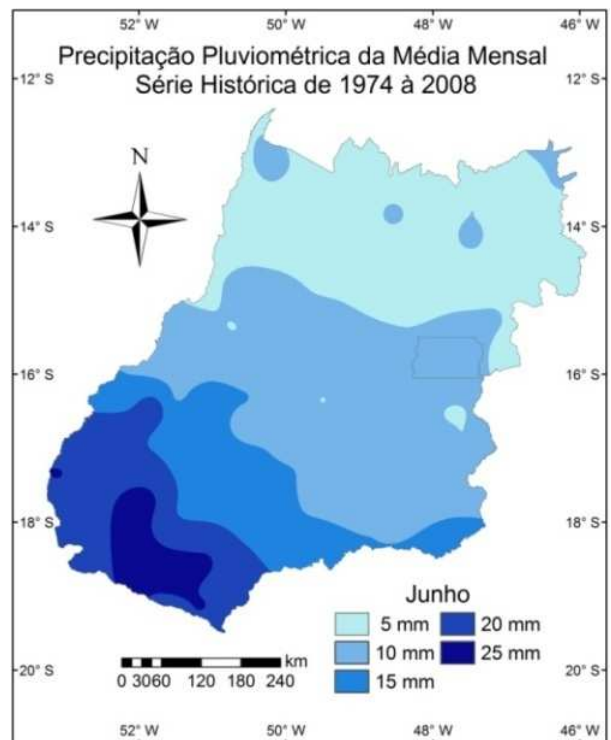 52° W 50° W 48° W 46° W
Precipitação Pluviométrica da Média Mensal
12° S 12° S
Série Histórica de 1974 à 2008
N
14° S 14° S
16° S 16° S
18° S 18° S
Junho
5 mm 20 mm
10 mm 25 mm
15 mm
km
0 30 60 120 180 240
20° S 20° S
52° W 50° W 48° W 46° W